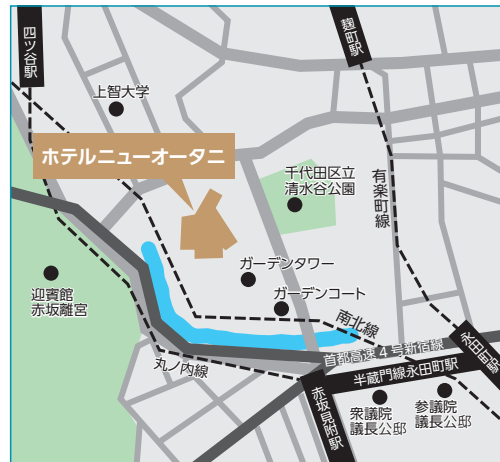 四ツ谷駅
麹町駅
上智大学
ホテルニューオータニ
千代田区立
清水谷公園
有楽町線
ガーデンタワー
迎賓館
赤坂離宮
ガーデンコート
南北線
首都高速4号新宿線
永田町駅
丸ノ内線
半蔵門線永田町駅
赤坂見附駅
衆議院
議長公邸
参議院
議長公邸